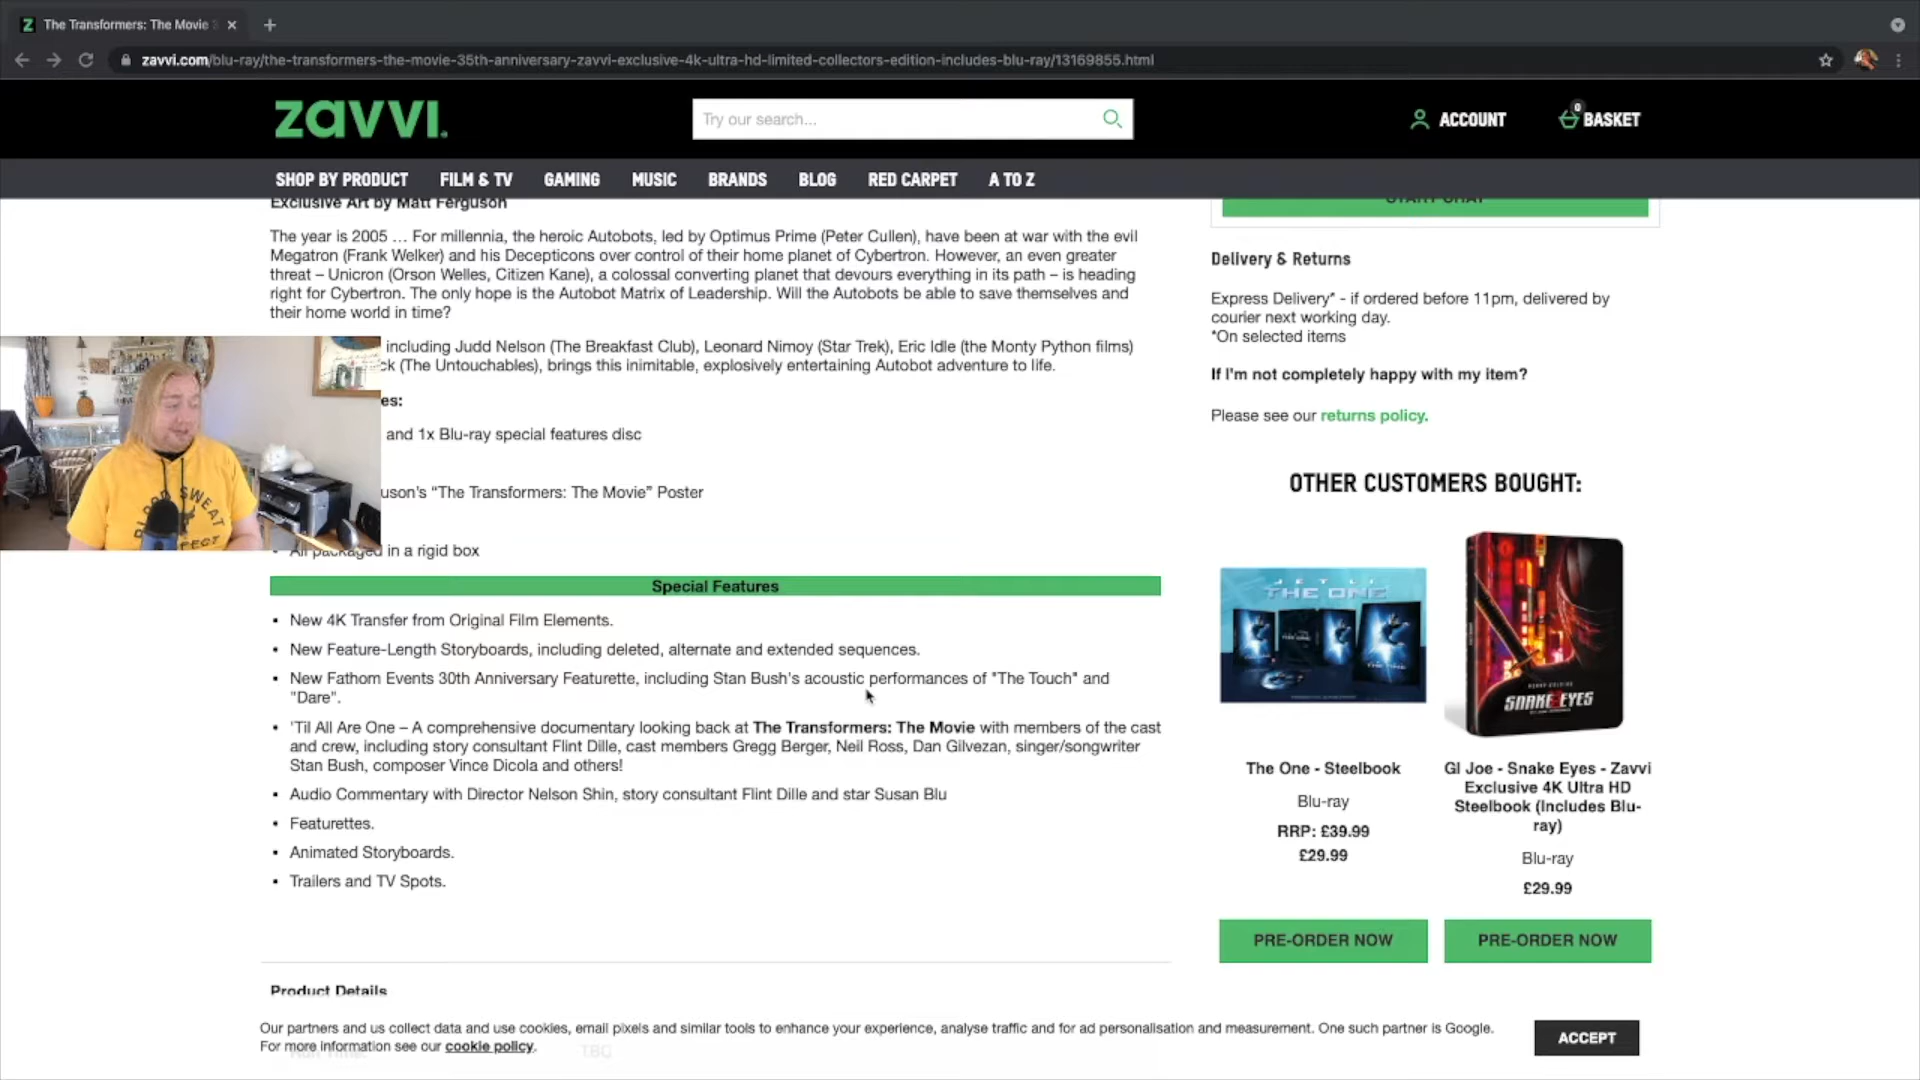 Z The Transformers: The Movie
zavvi.com/blu-ray/the-transformers-the-movie-35th-anniversary-zavvi-exclusive-4k-ultra-hd-limited-collectors-edition-includes-blu-ray/13169855.html
zavvi.
Try our search...
ACCOUNT
0
BASKET
SHOP BY PRODUCT FILM & TV GAMING MUSIC BRANDS BLOG RED CARPET A TO Z
Exclusive Art by Matt Ferguson
The year is 2005 … For millennia, the heroic Autobots, led by Optimus Prime (Peter Cullen), have been at war with the evil
Megatron (Frank Welker) and his Decepticons over control of their home planet of Cybertron. However, an even greater
threat – Unicron (Orson Welles, Citizen Kane), a colossal converting planet that devours everything in its path – is heading
right for Cybertron. The only hope is the Autobot Matrix of Leadership. Will the Autobots be able to save themselves and
their home world in time?
including Judd Nelson (The Breakfast Club), Leonard Nimoy (Star Trek), Eric Idle (the Monty Python films)
ck (The Untouchables), brings this inimitable, explosively entertaining Autobot adventure to life.
es:
and 1x Blu-ray special features disc
uson's “The Transformers: The Movie” Poster
All packaged in a rigid box
Special Features
▪ New 4K Transfer from Original Film Elements.
▪ New Feature-Length Storyboards, including deleted, alternate and extended sequences.
▪ New Fathom Events 30th Anniversary Featurette, including Stan Bush's acoustic performances of "The Touch" and
"Dare".
▪ 'Til All Are One – A comprehensive documentary looking back at The Transformers: The Movie with members of the cast
and crew, including story consultant Flint Dille, cast members Gregg Berger, Neil Ross, Dan Gilvezan, singer/songwriter
Stan Bush, composer Vince Dicola and others!
▪ Audio Commentary with Director Nelson Shin, story consultant Flint Dille and star Susan Blu
▪ Featurettes.
▪ Animated Storyboards.
▪ Trailers and TV Spots.
Product Details
START CHAT
Delivery & Returns
Express Delivery* - if ordered before 11pm, delivered by
courier next working day.
*On selected items
If I'm not completely happy with my item?
Please see our returns policy.
OTHER CUSTOMERS BOUGHT:
JET LI
THE ONE
SNAKE EYES
The One - Steelbook
Blu-ray
RRP: £39.99
£29.99
PRE-ORDER NOW
GI Joe - Snake Eyes - Zavvi
Exclusive 4K Ultra HD
Steelbook (Includes Blu-
ray)
Blu-ray
£29.99
PRE-ORDER NOW
Our partners and us collect data and use cookies, email pixels and similar tools to enhance your experience, analyse traffic and for ad personalisation and measurement. One such partner is Google.
For more information see our cookie policy.
Run Time: TBC
ACCEPT
BLOOD SWEAT